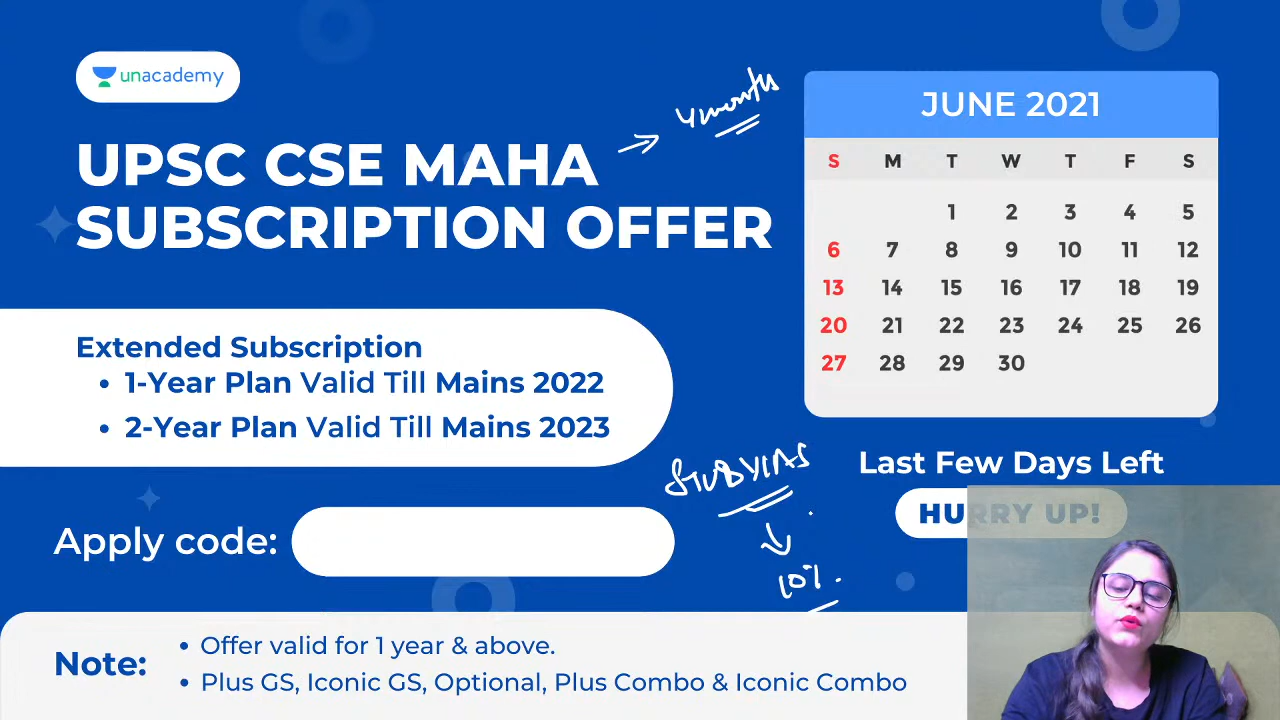 unacademy
UPSC CSE MAHA
SUBSCRIPTION OFFER
4 months
JUNE 2021
S M T W T F S
1 2 3 4 5
6 7 8 9 10 11 12
13 14 15 16 17 18 19
20 21 22 23 24 25 26
27 28 29 30
Extended Subscription
• 1-Year Plan Valid Till Mains 2022
• 2-Year Plan Valid Till Mains 2023
Last Few Days Left
HURRY UP!
Apply code:
10%.
Note:
• Offer valid for 1 year & above.
• Plus GS, Iconic GS, Optional, Plus Combo & Iconic Combo